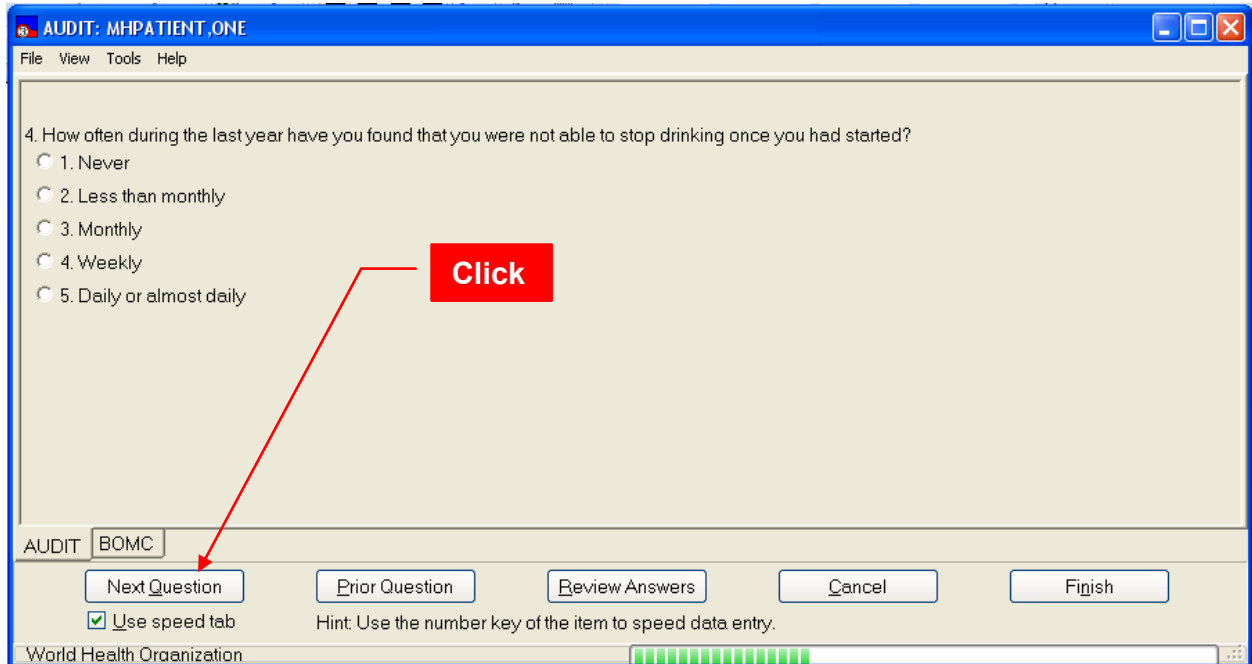 AUDIT: MHPATIENT,ONE
File View Tools Help
4. How often during the last year have you found that you were not able to stop drinking once you had started?
1. Never
2. Less than monthly
3. Monthly
4. Weekly
5. Daily or almost daily
Click
AUDIT BOMC
Next Question Prior Question Review Answers Cancel Finish
Use speed tab Hint: Use the number key of the item to speed data entry.
World Health Organization